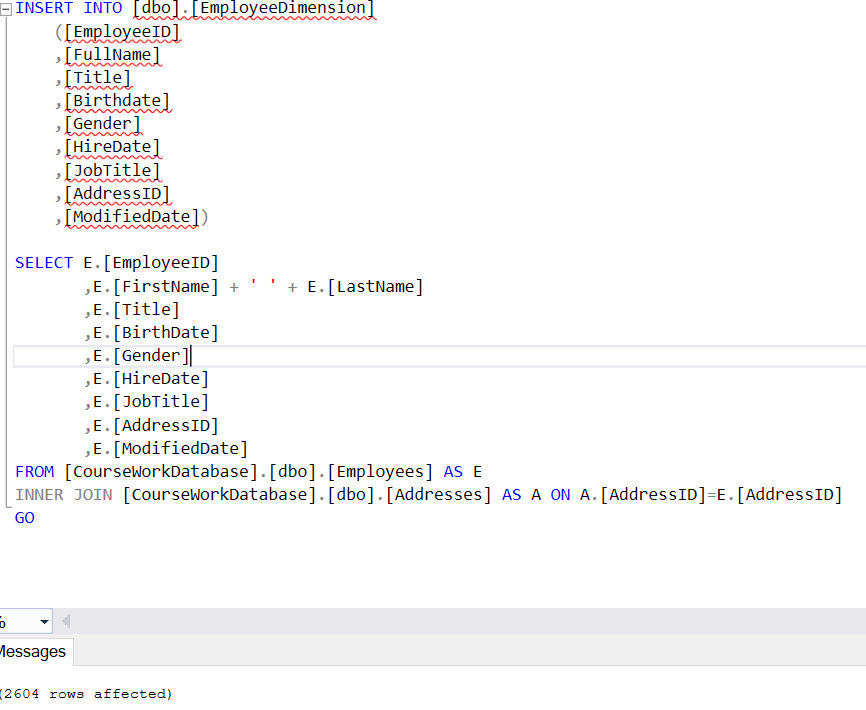 INSERT INTO [dbo].[EmployeeDimension]
([EmployeeID]
,[FullName]
,[Title]
,[Birthdate]
,[Gender]
,[HireDate]
,[JobTitle]
,[AddressID]
,[ModifiedDate])
SELECT E.[EmployeeID]
,E.[FirstName] + ' ' + E.[LastName]
,E.[Title]
,E.[BirthDate]
,E.[Gender]
,E.[HireDate]
,E.[JobTitle]
,E.[AddressID]
,E.[ModifiedDate]
FROM [CourseWorkDatabase].[dbo].[Employees] AS E
INNER JOIN [CourseWorkDatabase].[dbo].[Addresses] AS A ON A.[AddressID]=E.[AddressID]
GO
%
Messages
(2604 rows affected)